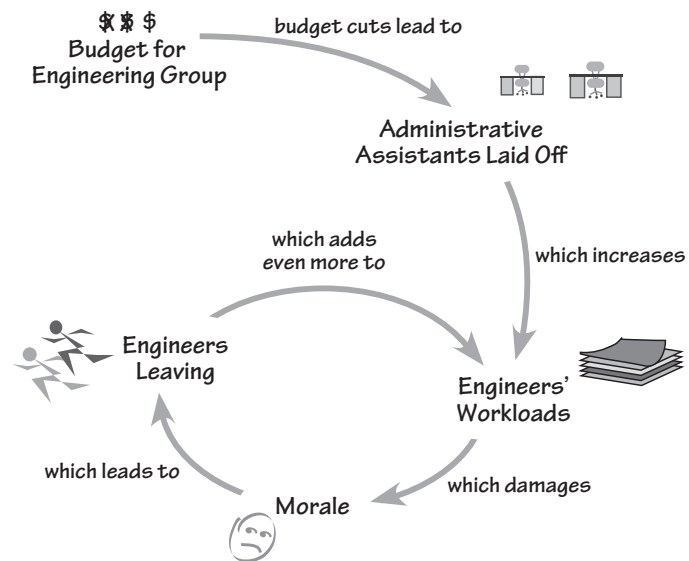 $ $ $
Budget for
Engineering Group
budget cuts lead to
Administrative
Assistants Laid Off
which increases
Engineers'
Workloads
which damages
Morale
which leads to
Engineers
Leaving
which adds
even more to